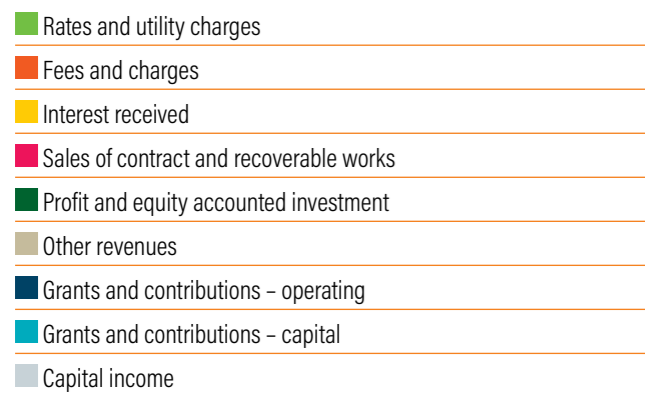 Rates and utility charges
Fees and charges
Interest received
Sales of contract and recoverable works
Profit and equity accounted investment
Other revenues
Grants and contributions – operating
Grants and contributions – capital
Capital income